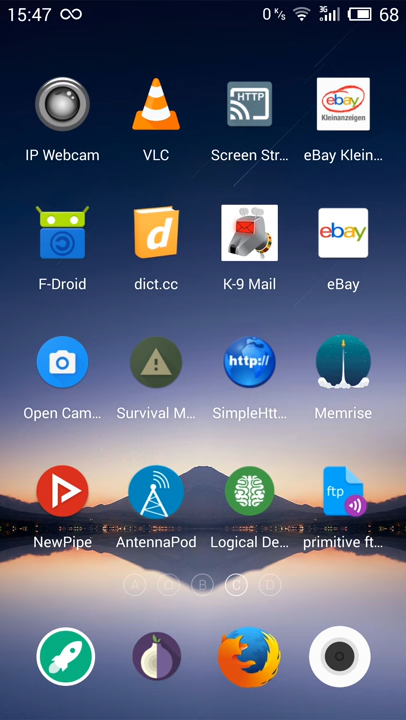 15:47 0 K/s 3G 68
HTTP
ebay
Kleinanzeigen
IP Webcam VLC Screen Str... eBay Klein...
d ebay
F-Droid dict.cc K-9 Mail eBay
http://
Open Cam... Survival M... SimpleHtt... Memrise
ftp
NewPipe AntennaPod Logical De... primitive ft...
A B C D